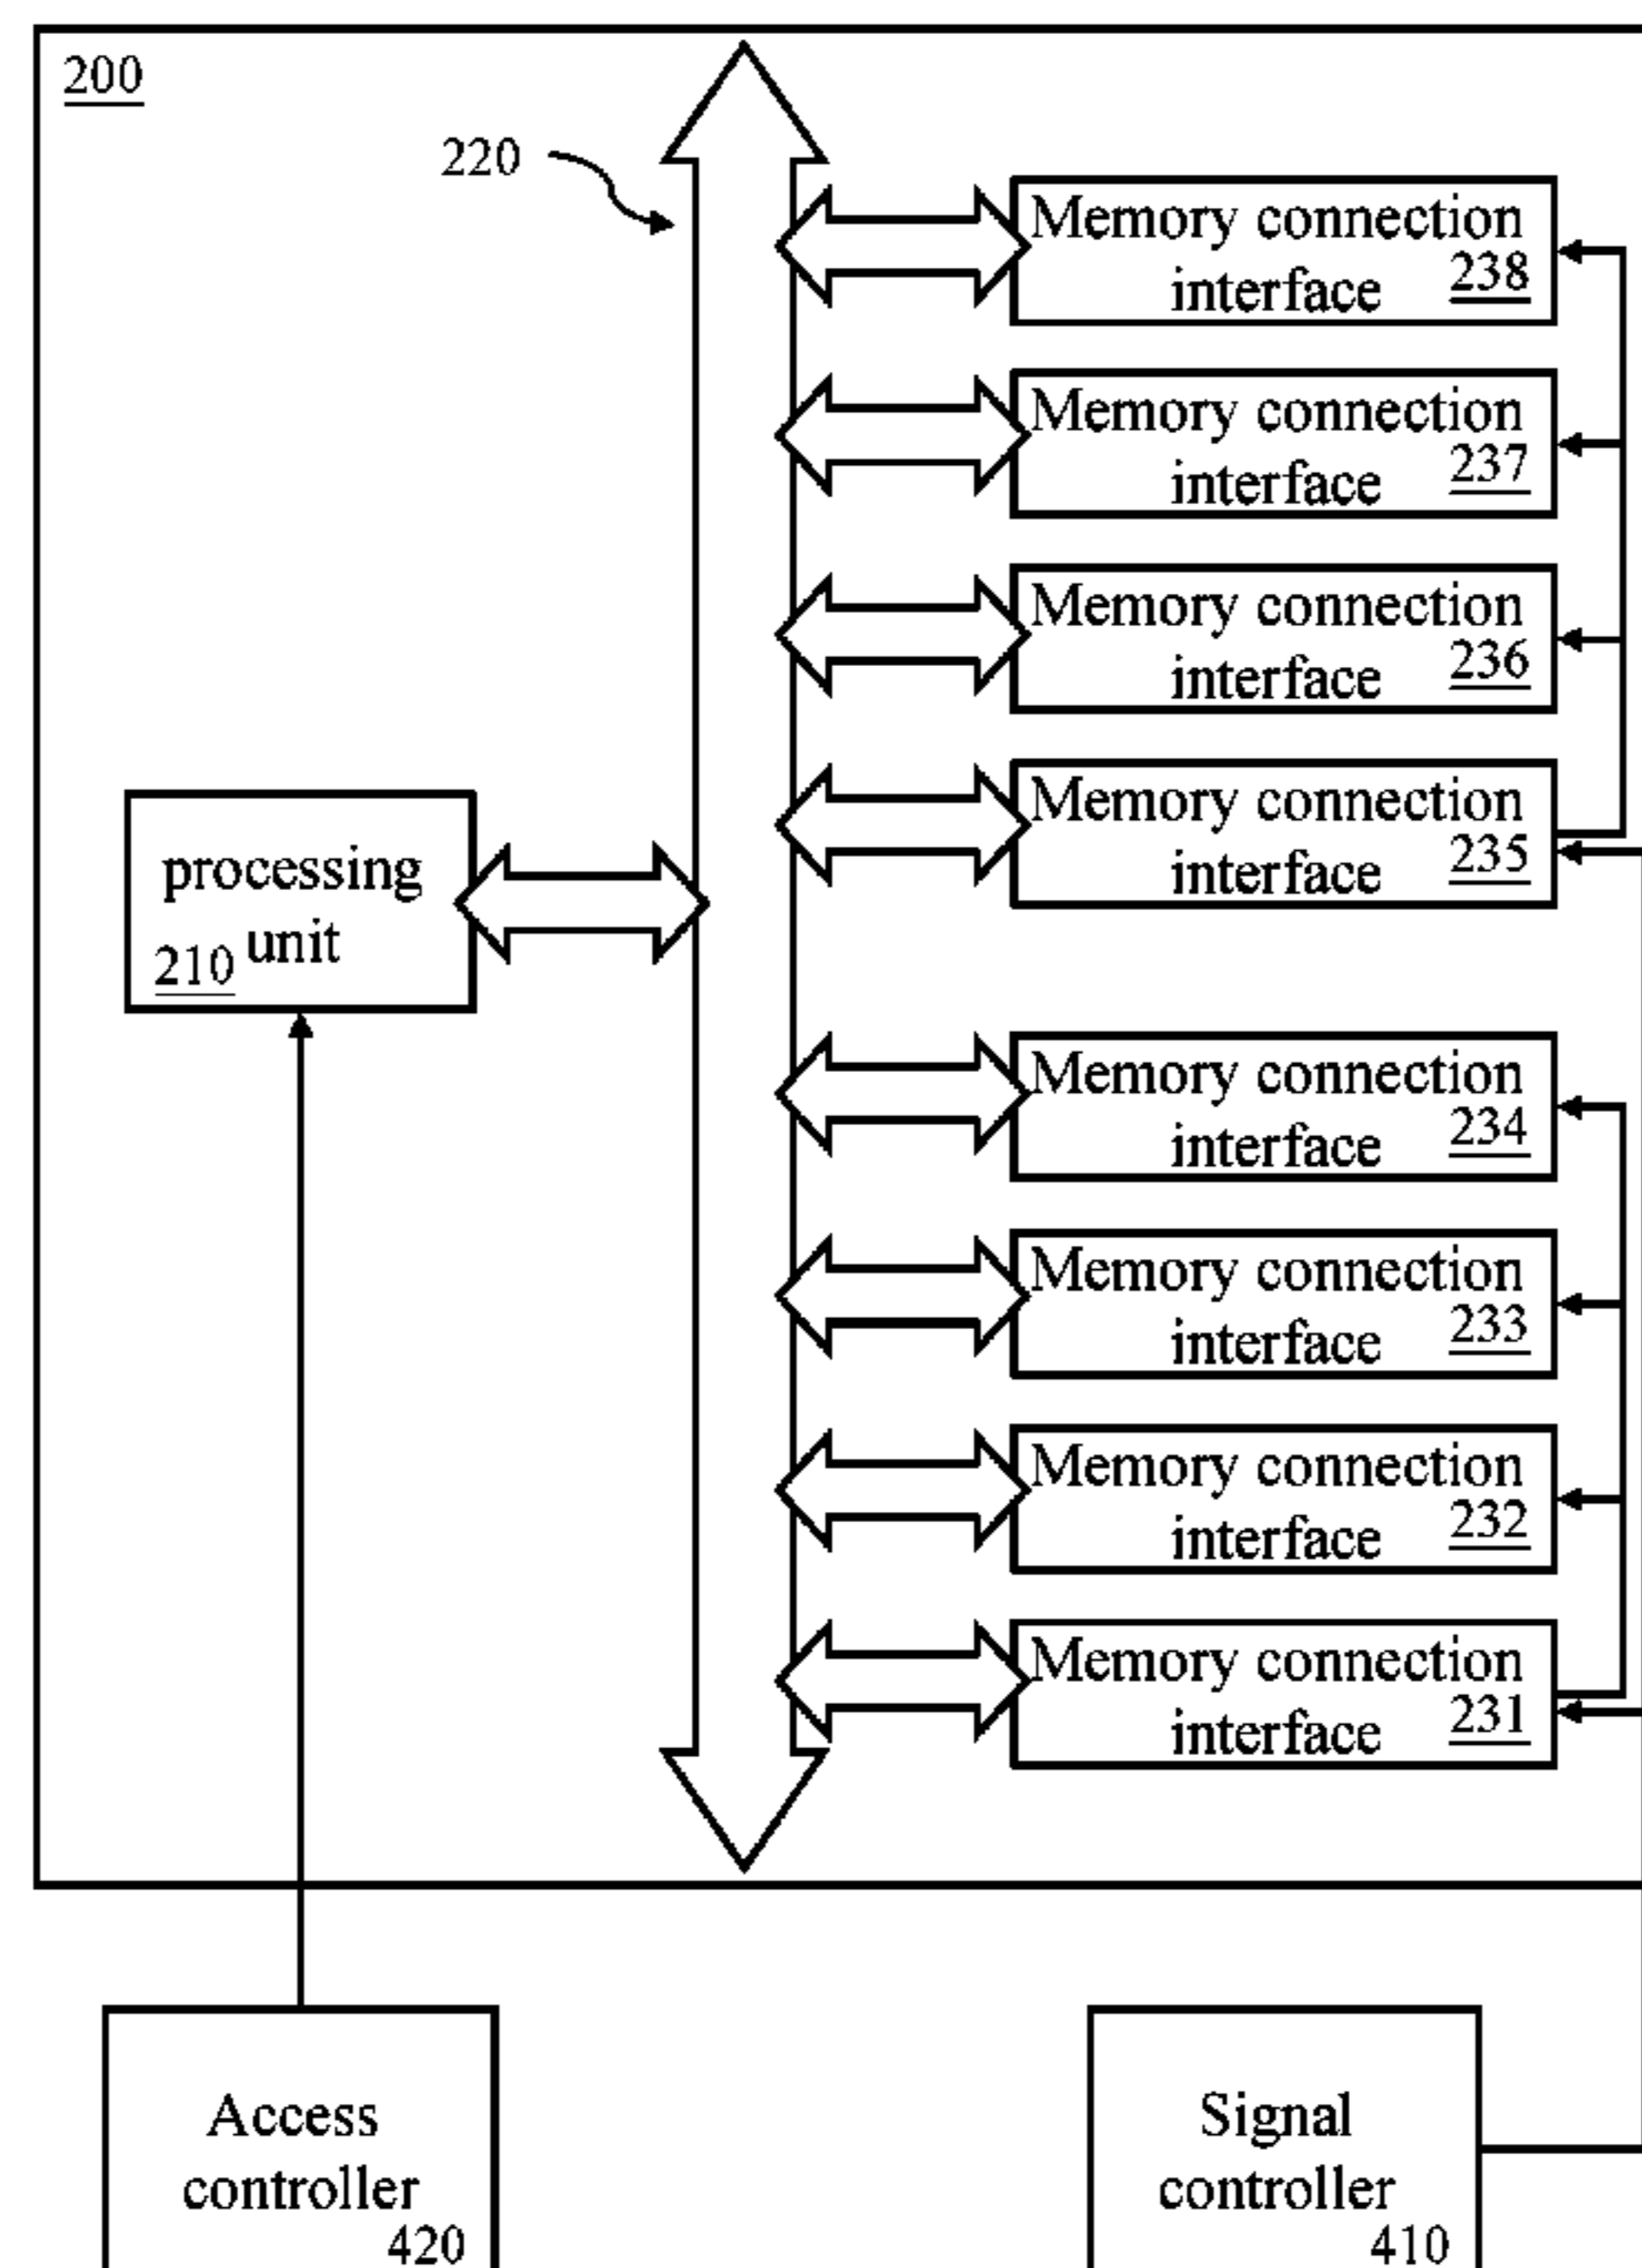 200
220
Memory connection
interface 238
Memory connection
interface 237
Memory connection
interface 236
Memory connection
interface 235
processing
unit
210
Memory connection
interface 234
Memory connection
interface 233
Memory connection
interface 232
Memory connection
interface 231
Access
controller
420
Signal
controller
410